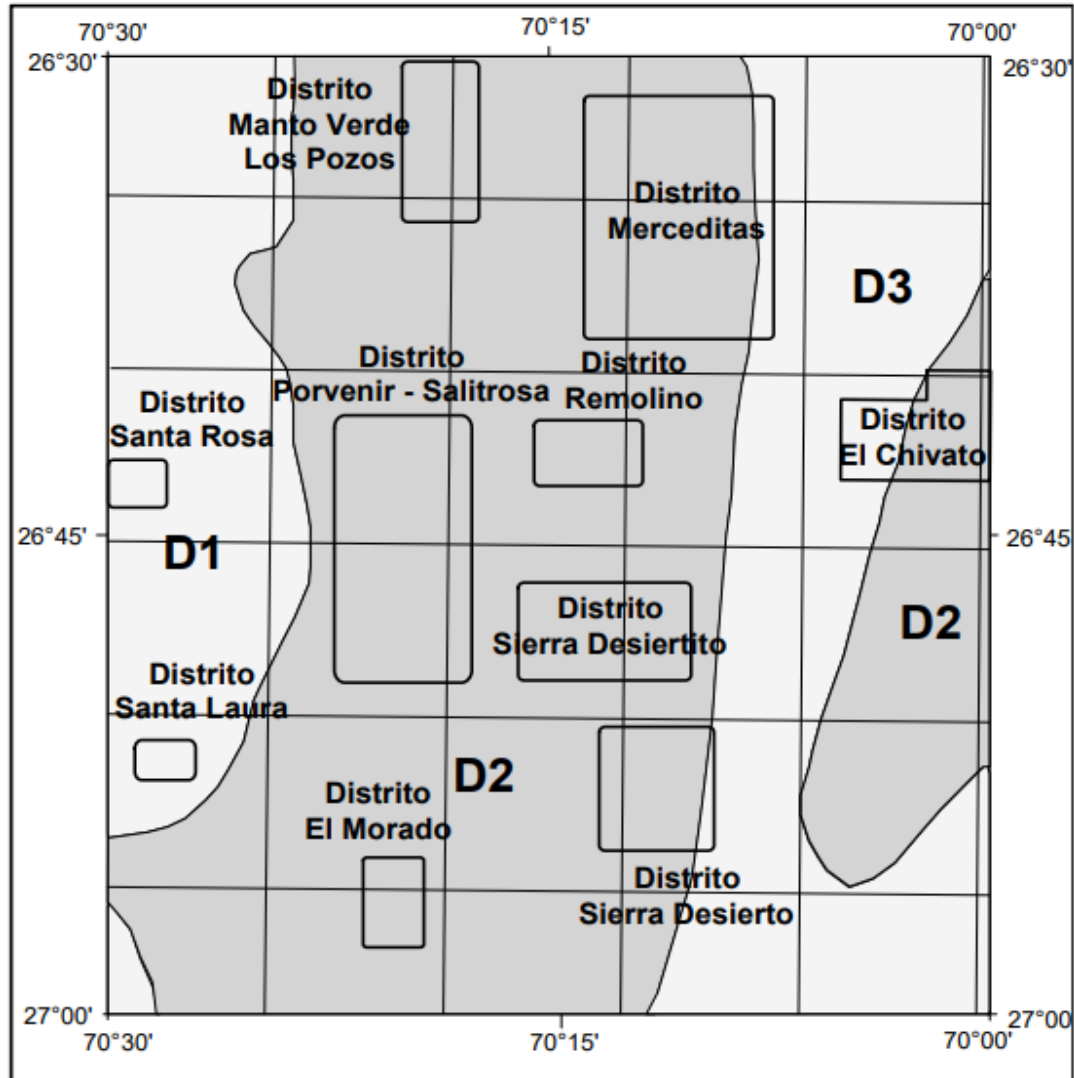 70°30'
70°15'
70°00'
26°30'
26°30'
Distrito
Manto Verde
Los Pozos
Distrito
Merceditas
D3
Distrito
Porvenir - Salitrosa
Distrito
Remolino
Distrito
Santa Rosa
Distrito
El Chivato
26°45'
26°45
D1
Distrito
Sierra Desiertito
D2
Distrito
Santa Laura
D2
Distrito
El Morado
Distrito
Sierra Desierto
27°00'
27°00
70°30'
70°15'
70°00'